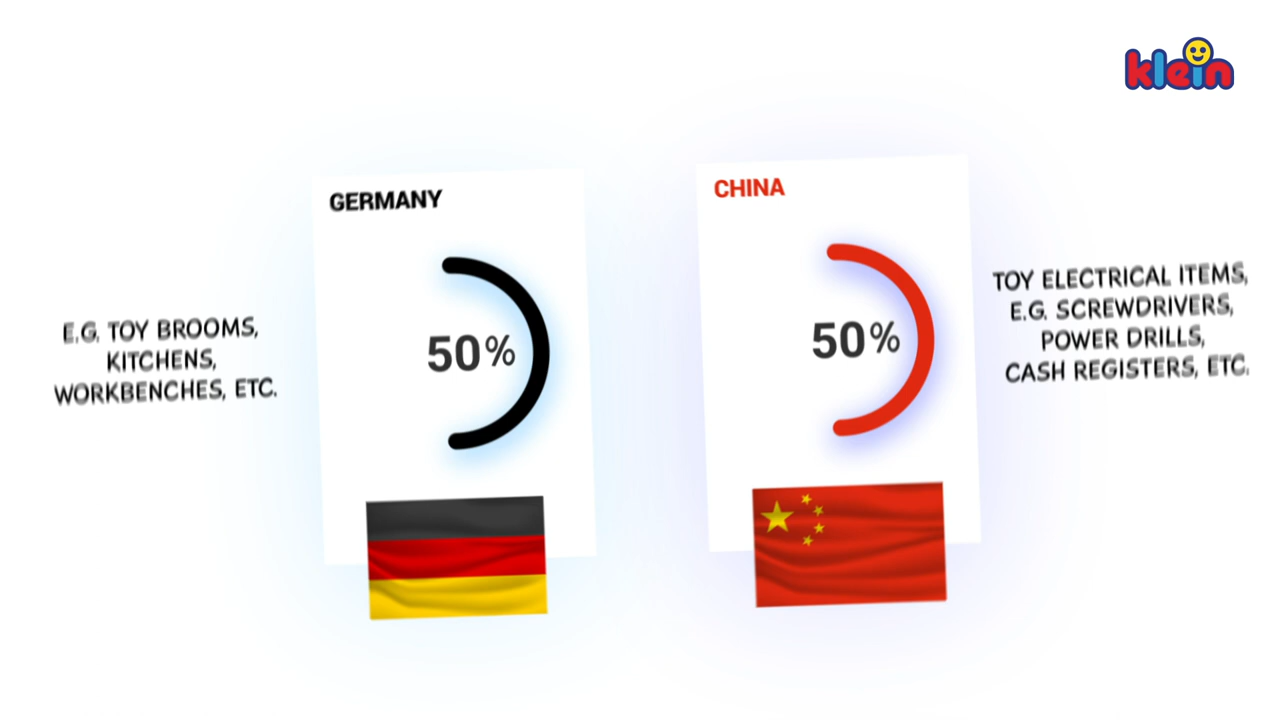 klein
GERMANY
50%
E.G. TOY BROOMS,
KITCHENS,
WORKBENCHES, ETC.
CHINA
50%
TOY ELECTRICAL ITEMS,
E.G. SCREWDRIVERS,
POWER DRILLS,
CASH REGISTERS, ETC.